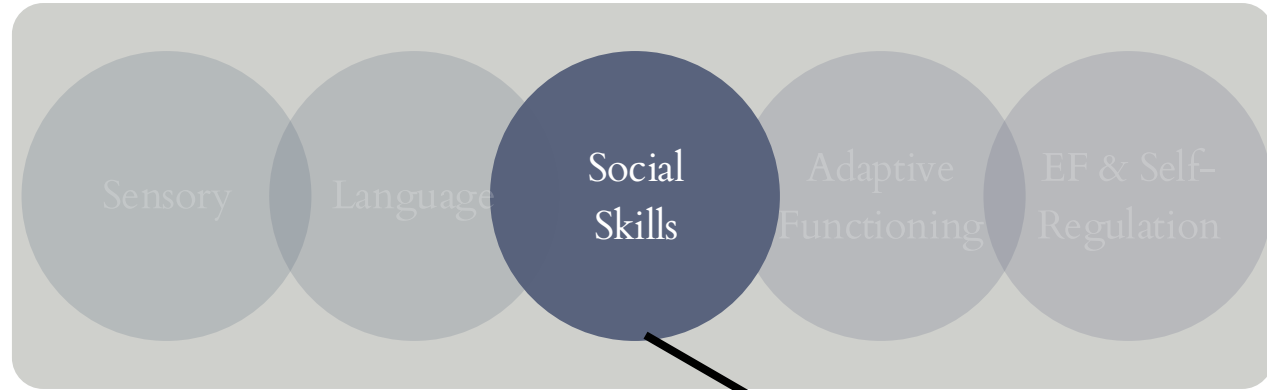 Sensory
Language
Social
Skills
Adaptive
Functioning
EF & Self-
Regulation